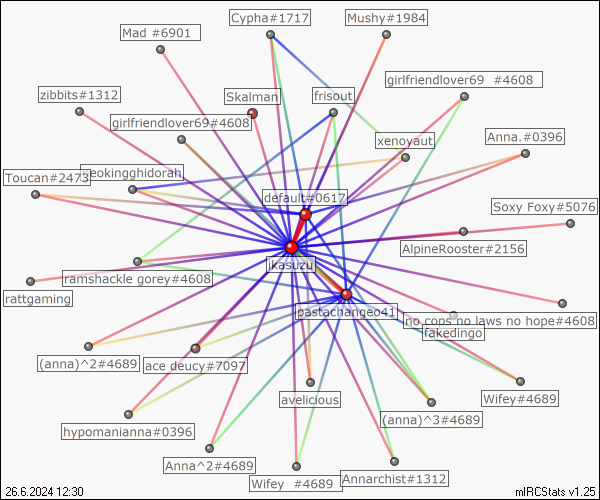 Cypha#1717
Mushy#1984
Mad #6901
girlfriendlover69 #4608
zibbits#1312
Skalman
frisout
girlfriendlover69#4608
xenoyaut
Anna.#0396
Toucan#2473
neokingghidorah
default#0617
Soxy Foxy#5076
AlpineRooster#2156
jkasuzu
ramshackle gorey#4608
rattgaming
pastachangeo41
no cops no laws no hope#4608
fakedingo
(anna)^2#4689
ace deucy#7097
avelicious
Wifey#4689
(anna)^3#4689
hypomanianna#0396
Anna^2#4689
Wifey #4689
Annarchist#1312
26.6.2024 12:30
mIRCStats v1.25